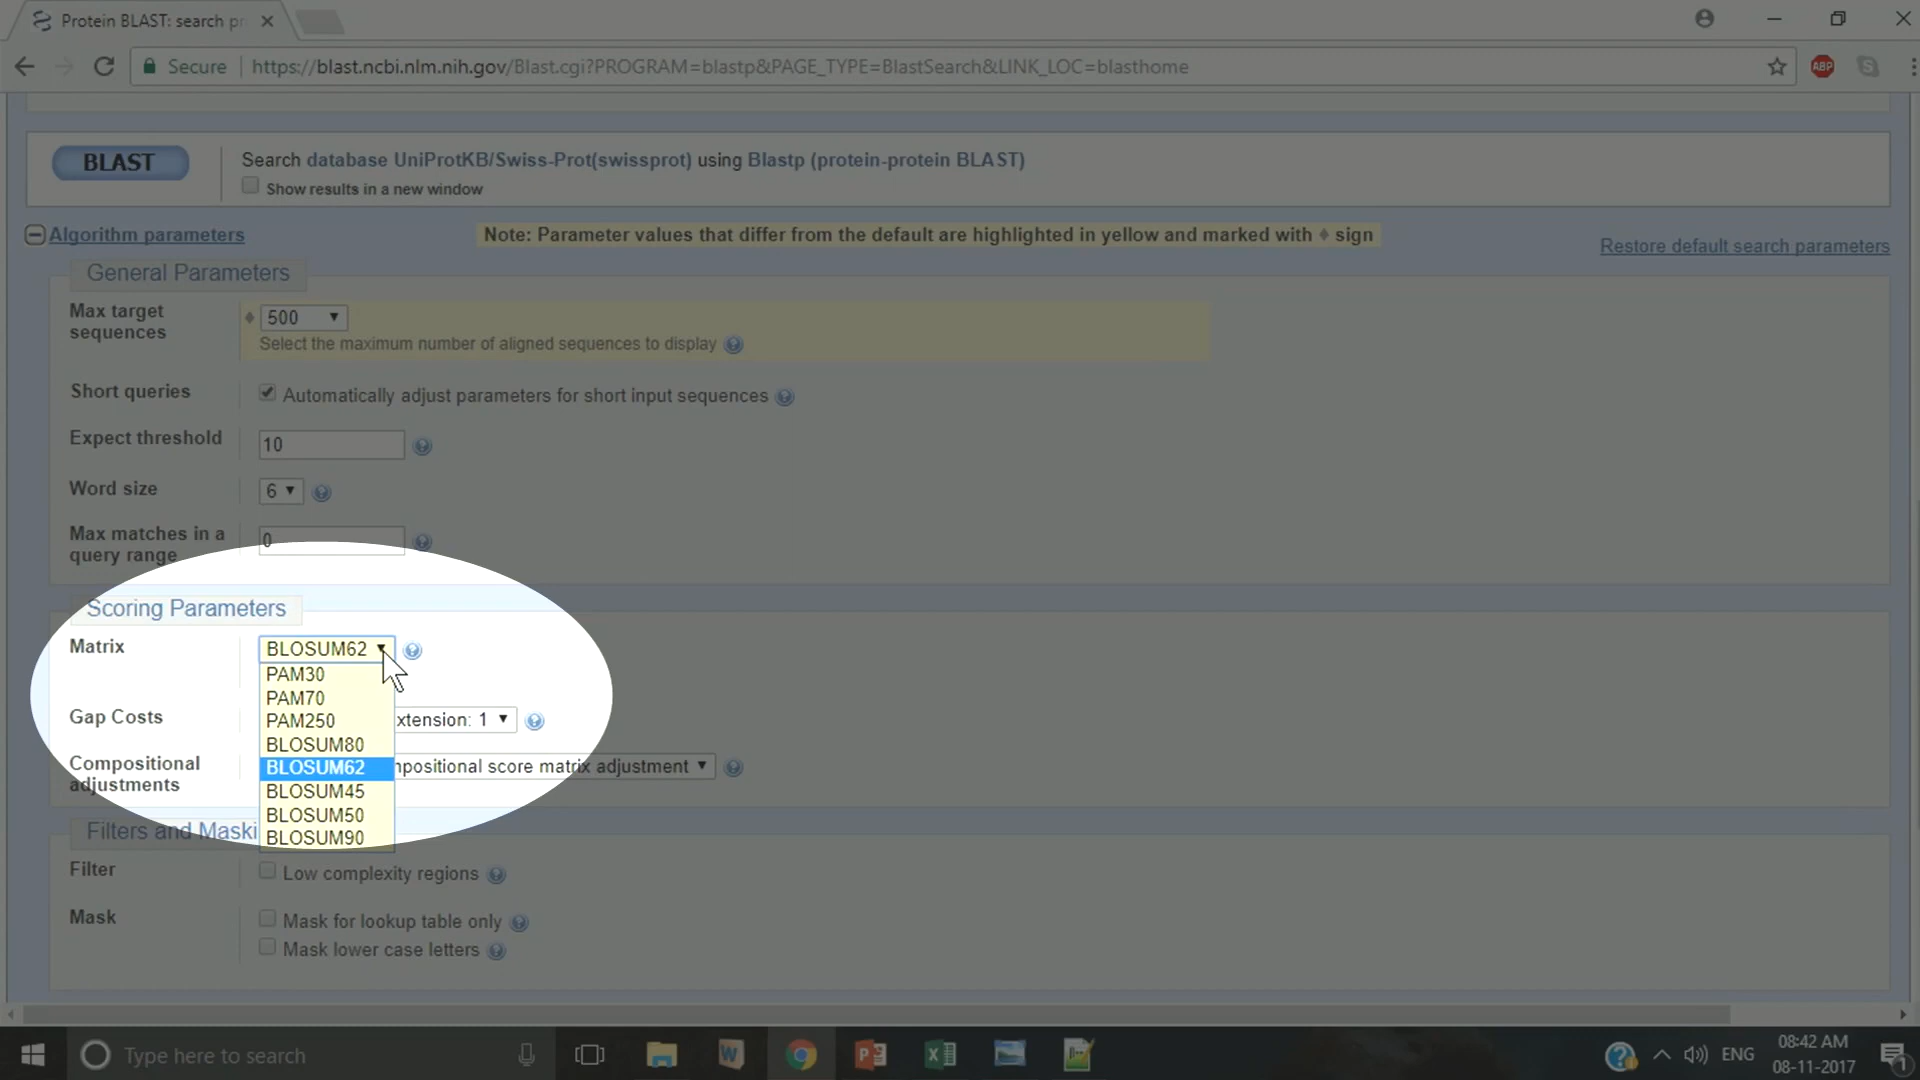 Protein BLAST: search pr
Secure https://blast.ncbi.nlm.nih.gov/Blast.cgi?PROGRAM=blastp&PAGE_TYPE=BlastSearch&LINK_LOC=blasthome
ABP
BLAST
Search database UniProtKB/Swiss-Prot(swissprot) using Blastp (protein-protein BLAST)
Show results in a new window
Algorithm parameters
Note: Parameter values that differ from the default are highlighted in yellow and marked with ♦ sign
Restore default search parameters
General Parameters
Max target sequences
500
Select the maximum number of aligned sequences to display
Short queries
Automatically adjust parameters for short input sequences
Expect threshold
10
Word size
6
Max matches in a query range
0
Scoring Parameters
Matrix
BLOSUM62
PAM30
PAM70
PAM250
BLOSUM80
BLOSUM62
BLOSUM45
BLOSUM50
BLOSUM90
Gap Costs
xtension: 1
Compositional adjustments
npositional score matrix adjustment
Filters and Maski
Filter
Low complexity regions
Mask
Mask for lookup table only
Mask lower case letters
Type here to search
ENG
08:42 AM
08-11-2017
1